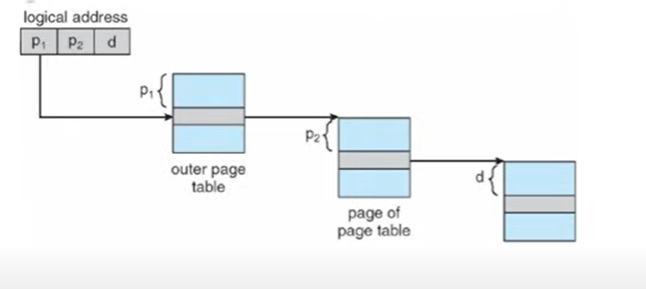 logical address
p₁ p₂ d
p₁
outer page
table
p₂
page of
page table
d